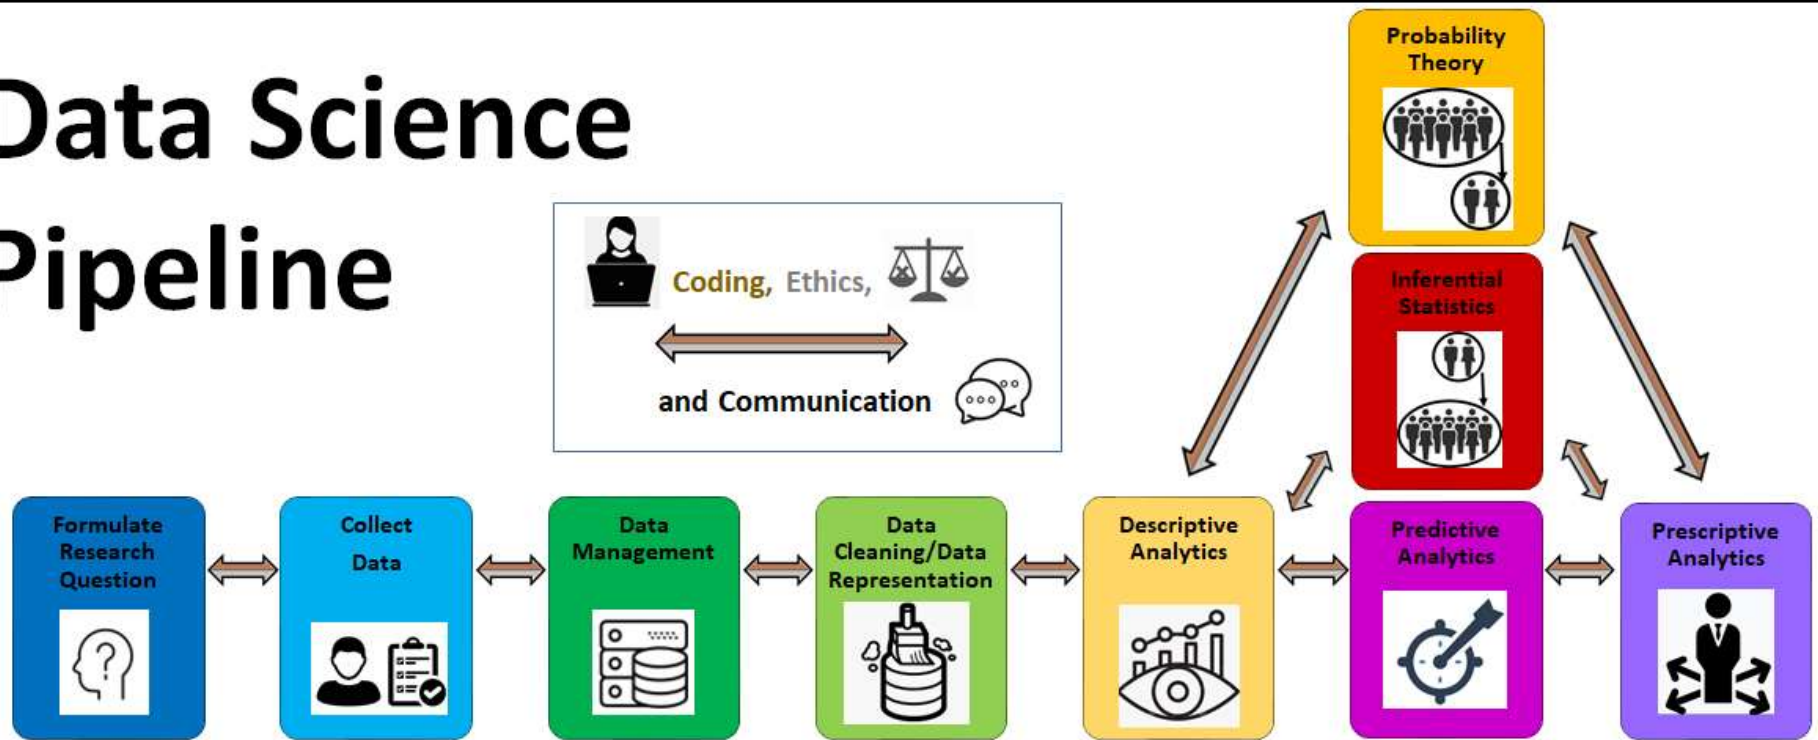 Data Science
Pipeline
Coding, Ethics,
and Communication
Probability
Theory
Inferential
Statistics
Formulate
Research
Question
Collect
Data
Data
Management
Data
Cleaning/Data
Representation
Descriptive
Analytics
Predictive
Analytics
Prescriptive
Analytics